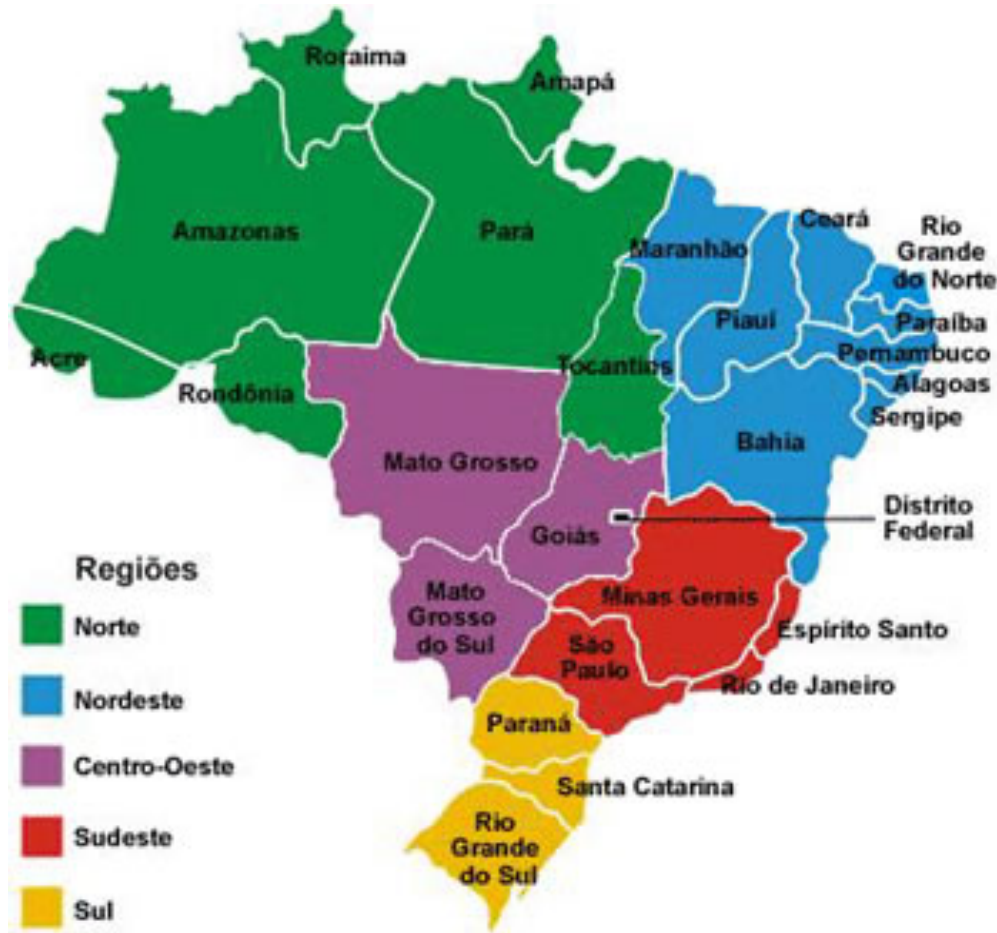 Roraima
Amapá
Amazonas
Pará
Maranhão
Ceará
Rio
Grande
do Norte
Piauí
Paraíba
Pernambuco
Alagoas
Sergipe
Acre
Rondônia
Tocantins
Bahia
Mato Grosso
Goiás
Distrito
Federal
Mato
Grosso
do Sul
Minas Gerais
Espírito Santo
São
Paulo
Rio de Janeiro
Paraná
Santa Catarina
Rio
Grande
do Sul
Regiões
Norte
Nordeste
Centro-Oeste
Sudeste
Sul